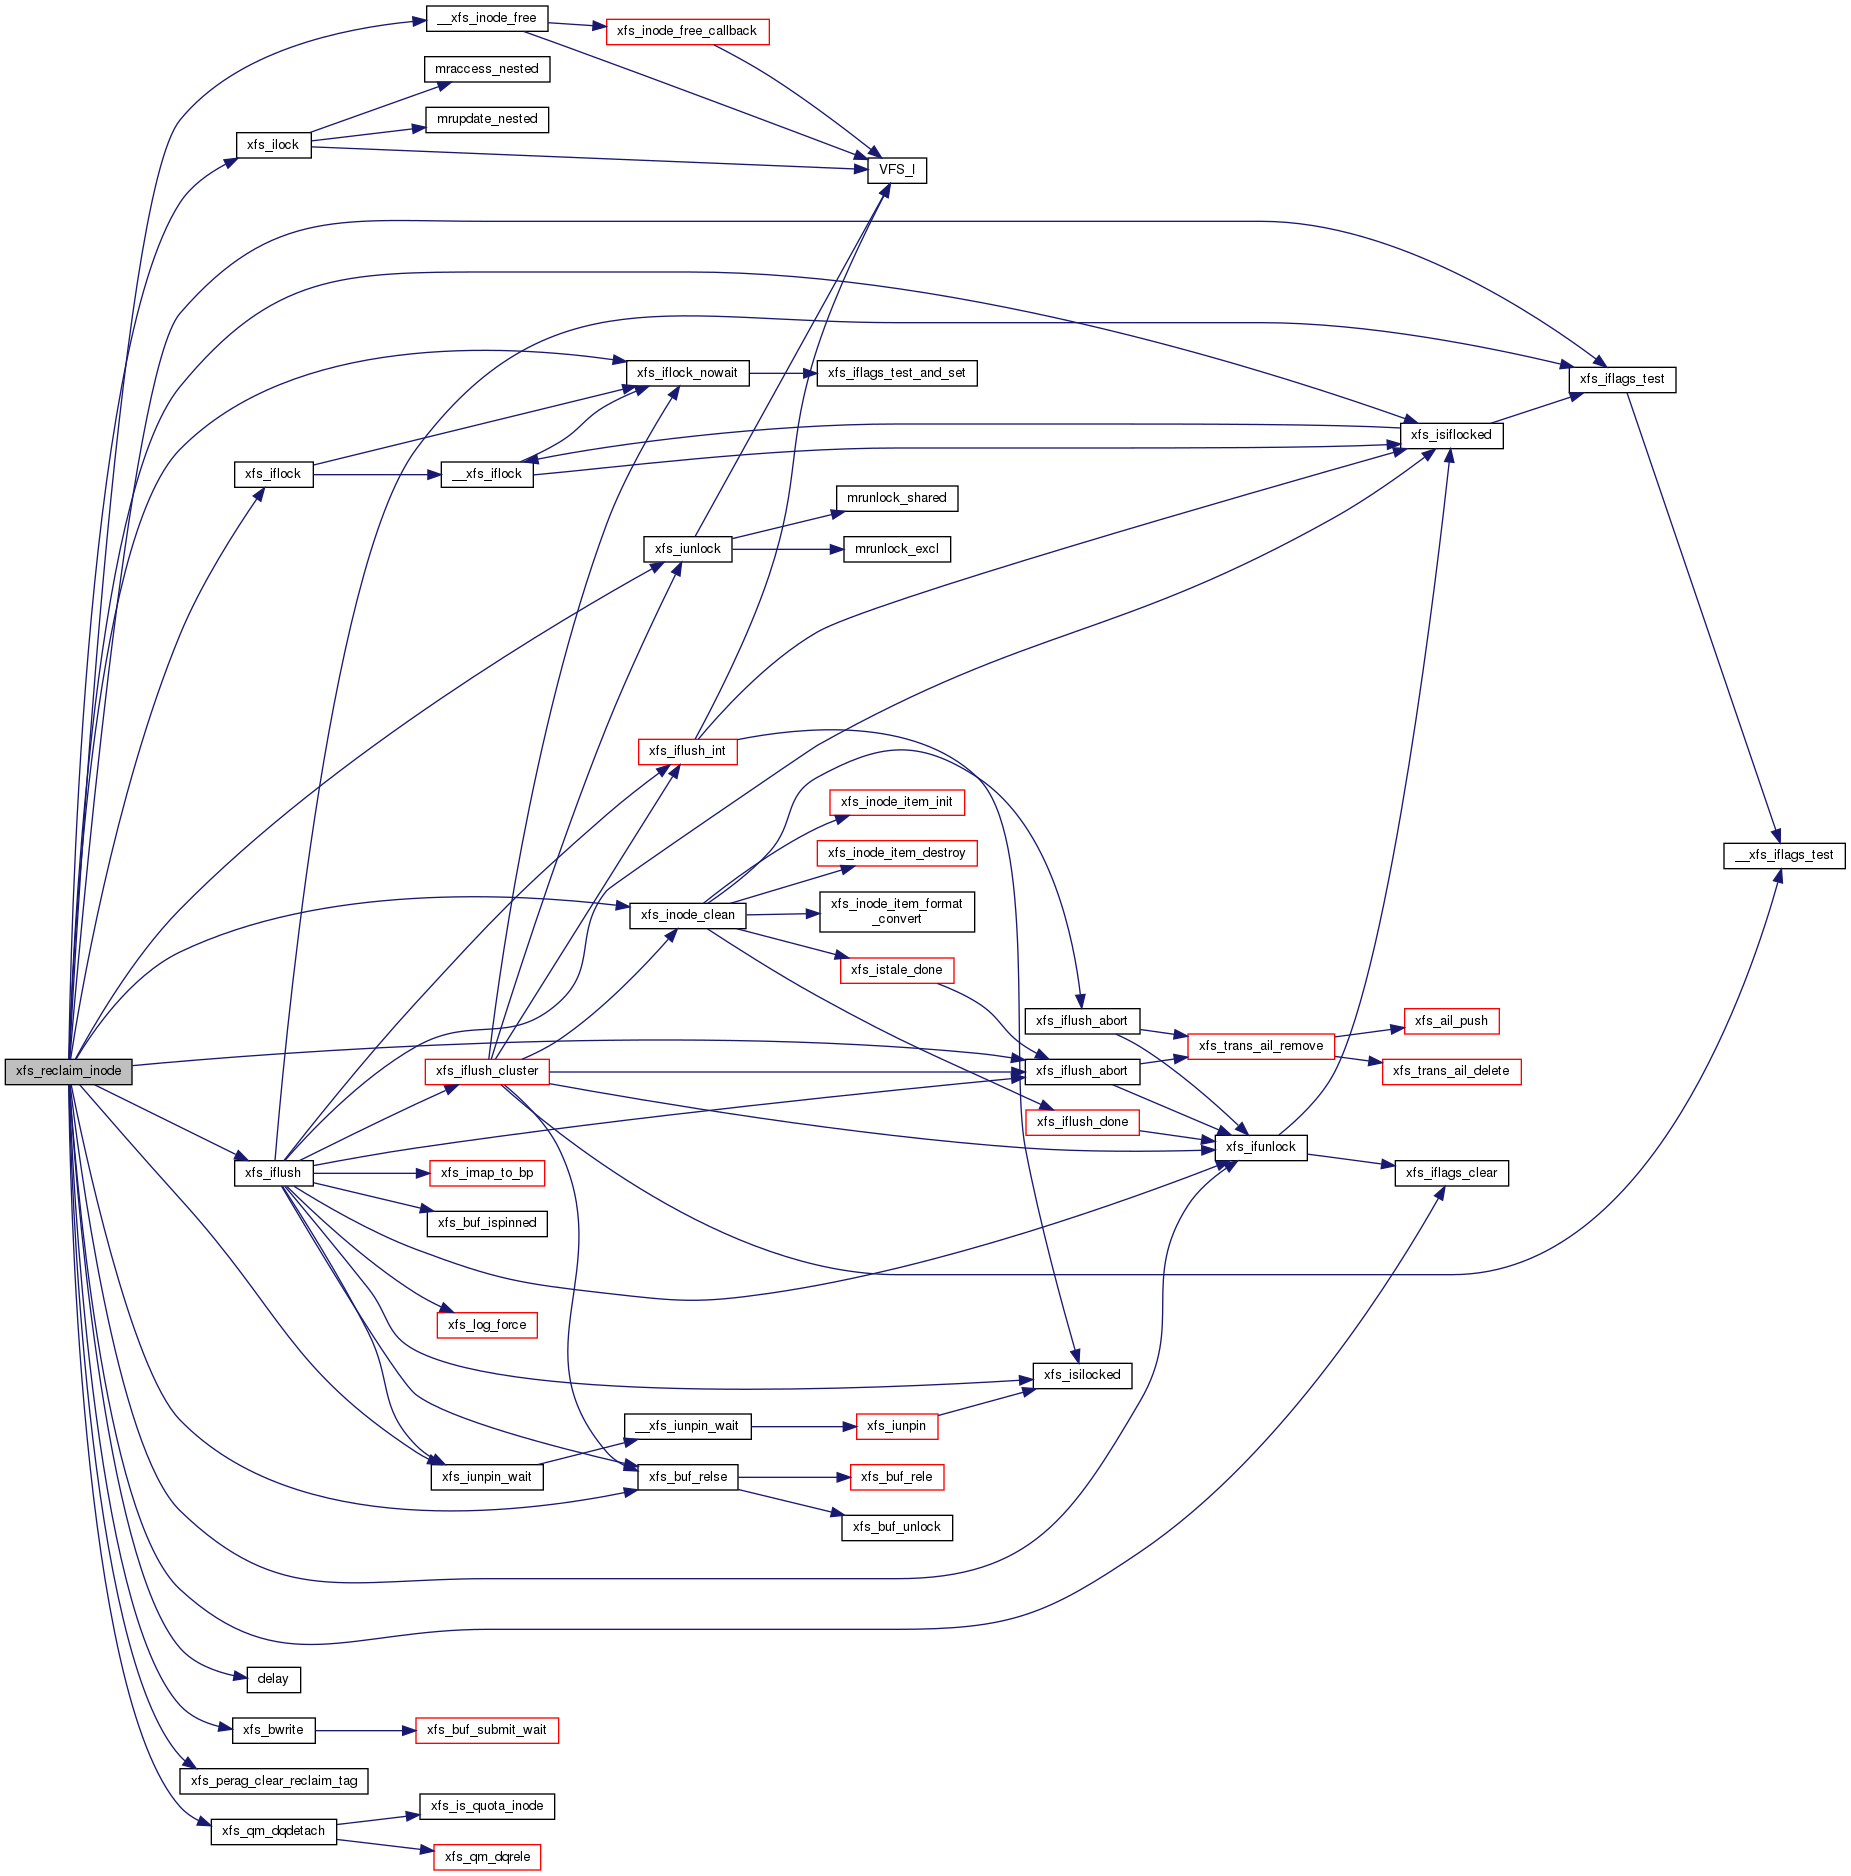 __xfs_inode_free
xfs_inode_free_callback
mraccess_nested
mrupdate_nested
xfs_ilock
VFS_I
xfs_iflock_nowait
xfs_iflags_test_and_set
xfs_iflags_test
xfs_isiflocked
xfs_iflock
__xfs_iflock
mrunlock_shared
xfs_iunlock
mrunlock_excl
xfs_iflush_int
xfs_inode_item_init
xfs_inode_item_destroy
__xfs_iflags_test
xfs_inode_clean
xfs_inode_item_format
_convert
xfs_istale_done
xfs_iflush_abort
xfs_ail_push
xfs_trans_ail_remove
xfs_reclaim_inode
xfs_iflush_cluster
xfs_iflush_abort
xfs_trans_ail_delete
xfs_iflush_done
xfs_ifunlock
xfs_iflush
xfs_imap_to_bp
xfs_iflags_clear
xfs_buf_ispinned
xfs_log_force
xfs_isilocked
__xfs_iunpin_wait
xfs_iunpin
xfs_iunpin_wait
xfs_buf_relse
xfs_buf_rele
xfs_buf_unlock
delay
xfs_bwrite
xfs_buf_submit_wait
xfs_perag_clear_reclaim_tag
xfs_is_quota_inode
xfs_qm_dqdetach
xfs_qm_dqrele